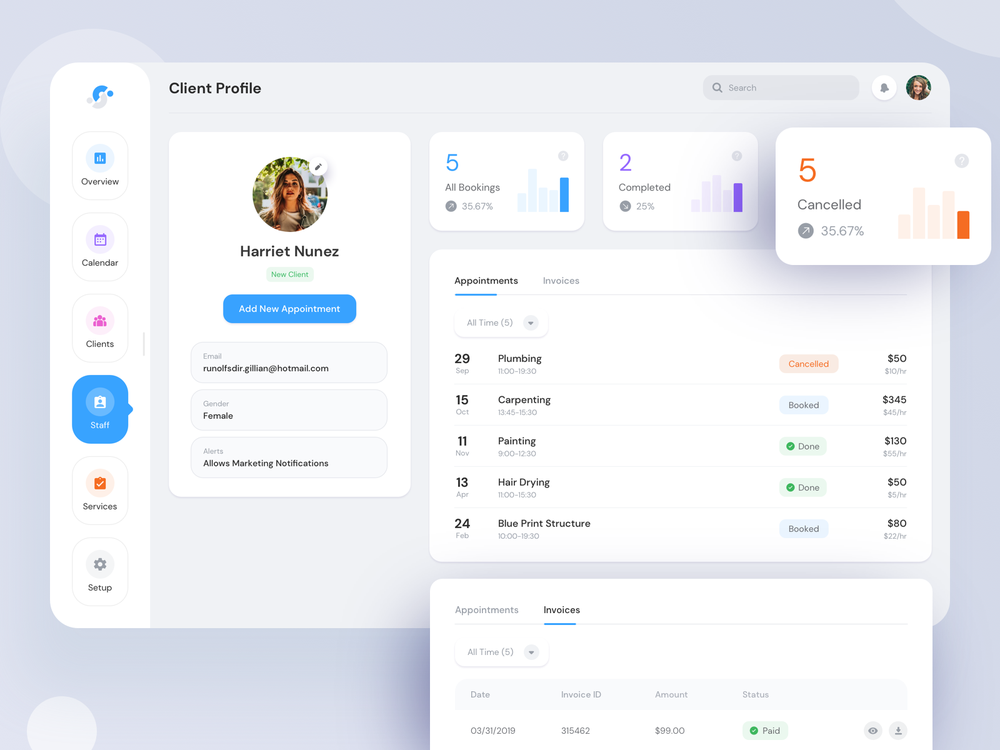 Client Profile
Search
Overview
Calendar
Clients
Staff
Services
Setup
Harriet Nunez
New Client
Add New Appointment
Email
runolfsdir.gillian@hotmail.com
Gender
Female
Alerts
Allows Marketing Notifications
5
?
All Bookings
35.67%
2
?
Completed
25%
5
?
Cancelled
35.67%
Appointments Invoices
All Time (5)
29 Plumbing Cancelled $50
Sep 11:00-19:30 $10/hr
15 Carpenting Booked $345
Oct 13:45-15:30 $45/hr
11 Painting Done $130
Nov 9:00-12:30 $55/hr
13 Hair Drying Done $50
Apr 11:00-15:30 $5/hr
24 Blue Print Structure Booked $80
Feb 10:00-19:30 $22/hr
Appointments Invoices
All Time (5)
Date Invoice ID Amount Status
03/31/2019 315462 $99.00 Paid